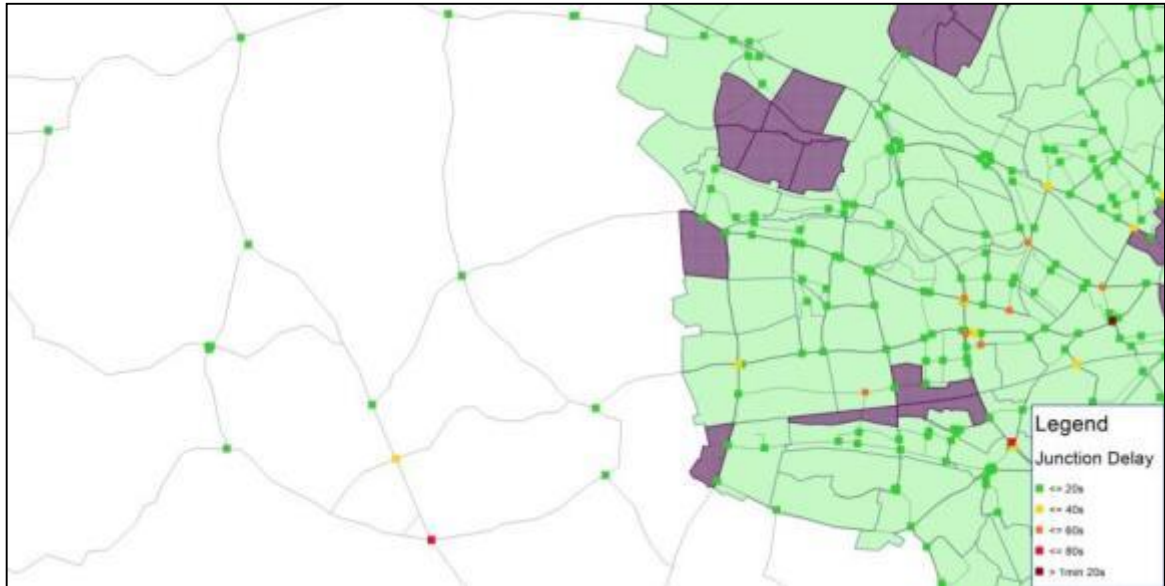 Legend
Junction Delay
<= 20s
<= 40s
<= 60s
<= 80s
> 1min 20s